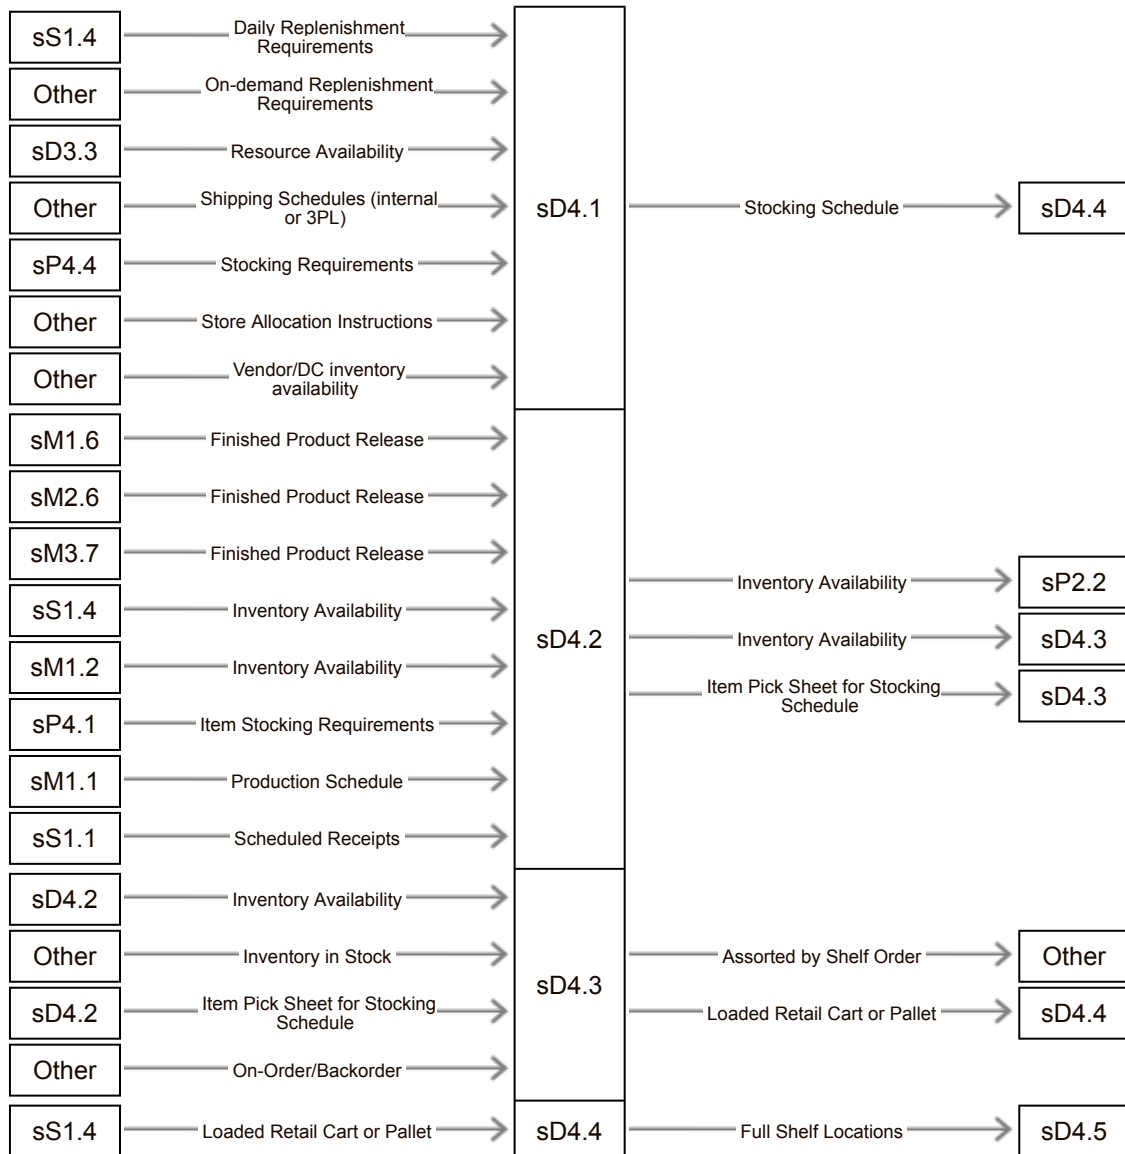 sS1.4
Daily Replenishment
Requirements
Other
On-demand Replenishment
Requirements
sD3.3
Resource Availability
Other
Shipping Schedules (internal
or 3PL)
sP4.4
Stocking Requirements
Other
Store Allocation Instructions
Other
Vendor/DC inventory
availability
sD4.1
Stocking Schedule
sD4.4
sM1.6
Finished Product Release
sM2.6
Finished Product Release
sM3.7
Finished Product Release
sS1.4
Inventory Availability
sM1.2
Inventory Availability
sP4.1
Item Stocking Requirements
sM1.1
Production Schedule
sS1.1
Scheduled Receipts
sD4.2
Inventory Availability
sP2.2
Inventory Availability
sD4.3
Item Pick Sheet for Stocking
Schedule
sD4.3
sD4.2
Inventory Availability
Other
Inventory in Stock
sD4.2
Item Pick Sheet for Stocking
Schedule
Other
On-Order/Backorder
sD4.3
Assorted by Shelf Order
Other
Loaded Retail Cart or Pallet
sD4.4
sS1.4
Loaded Retail Cart or Pallet
sD4.4
Full Shelf Locations
sD4.5